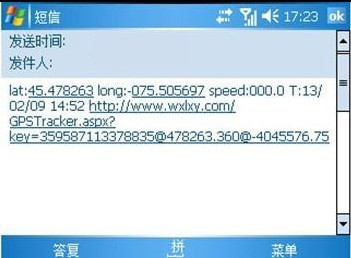 短信 17:23 ok
发送时间:
发件人:
lat:45.478263 long:-075.505697 speed:000.0 T:13/
02/09 14:52 http://www.wxlxy.com/
GPSTracker.aspx?
key=359587113378835@478263.360@-4045576.75
答复 拼 菜单